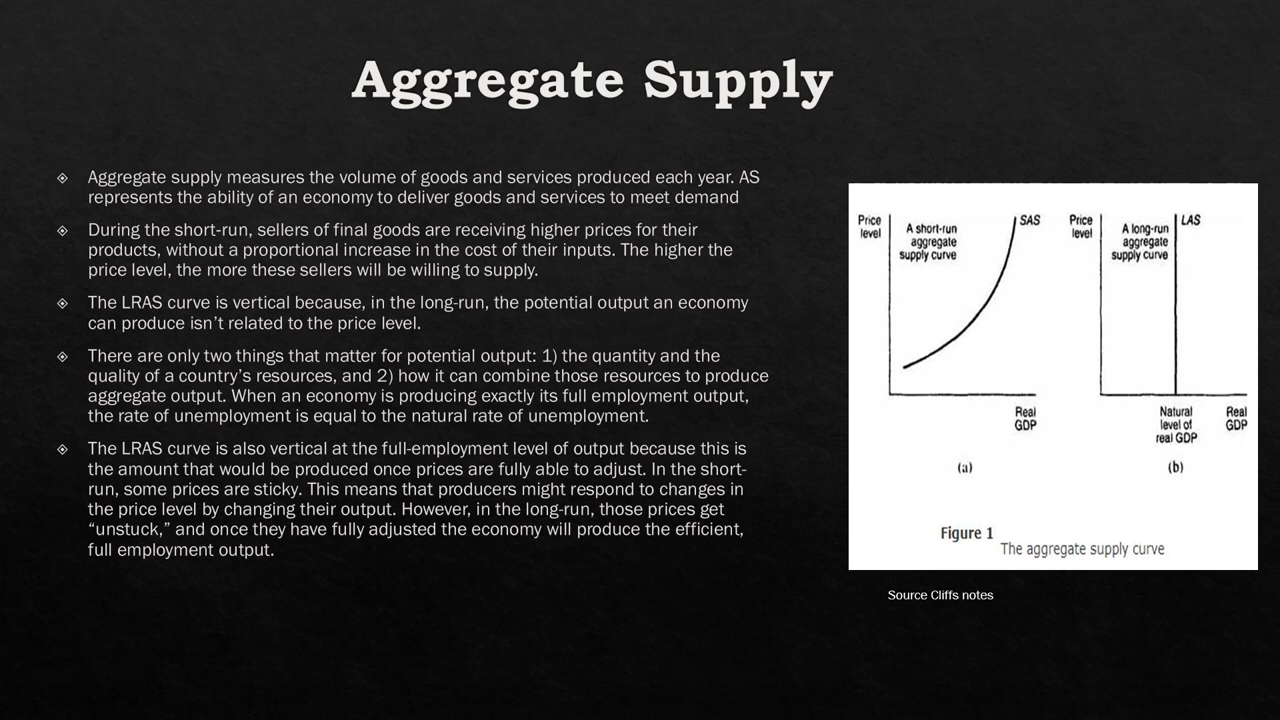 Aggregate Supply
Aggregate supply measures the volume of goods and services produced each year. AS
represents the ability of an economy to deliver goods and services to meet demand
During the short-run, sellers of final goods are receiving higher prices for their
products, without a proportional increase in the cost of their inputs. The higher the
price level, the more these sellers will be willing to supply.
The LRAS curve is vertical because, in the long-run, the potential output an economy
can produce isn’t related to the price level.
There are only two things that matter for potential output: 1) the quantity and the
quality of a country’s resources, and 2) how it can combine those resources to produce
aggregate output. When an economy is producing exactly its full employment output,
the rate of unemployment is equal to the natural rate of unemployment.
The LRAS curve is also vertical at the full-employment level of output because this is
the amount that would be produced once prices are fully able to adjust. In the short-
run, some prices are sticky. This means that producers might respond to changes in
the price level by changing their output. However, in the long-run, those prices get
“unstuck,” and once they have fully adjusted the economy will produce the efficient,
full employment output.
Price
level
A short-run
aggregate
supply curve
SAS
Real
GDP
(a)
Price
level
A long-run
aggregate
supply curve
LAS
Natural
level of
real GDP
Real
GDP
(b)
Figure 1
The aggregate supply curve
Source Cliffs notes